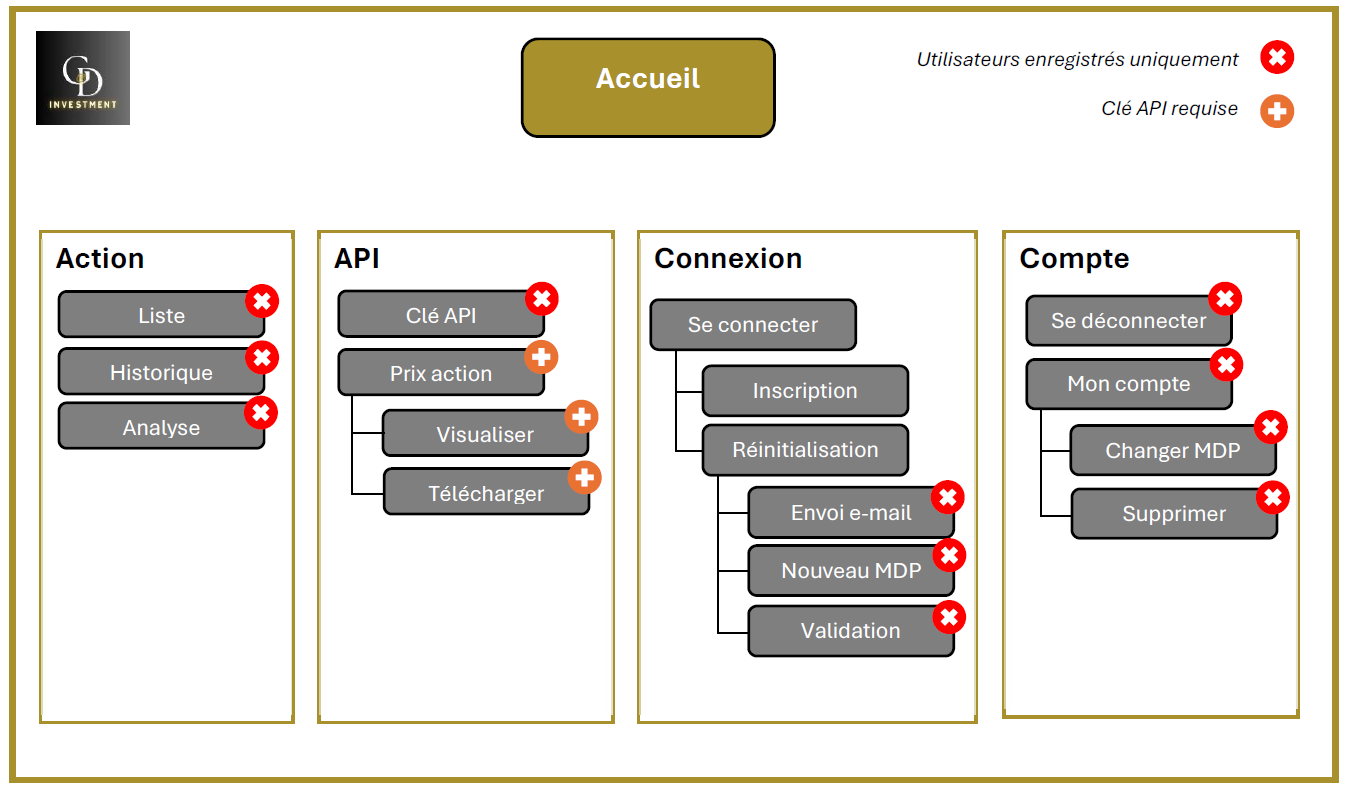 GD
INVESTMENT
Accueil
Utilisateurs enregistrés uniquement
Clé API requise
Action
Liste
Historique
Analyse
API
Clé API
Prix action
Visualiser
Télécharger
Connexion
Se connecter
Inscription
Réinitialisation
Envoi e-mail
Nouveau MDP
Validation
Compte
Se déconnecter
Mon compte
Changer MDP
Supprimer